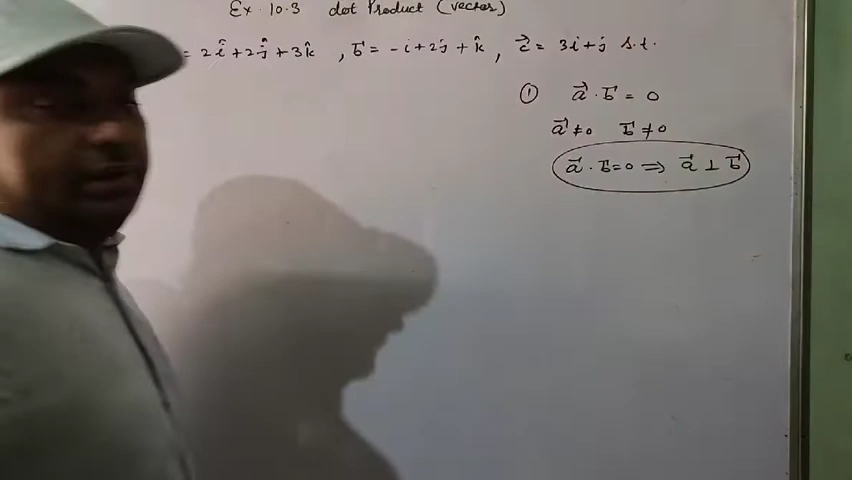 Ex. 10.3 dot Product (vector)
= 2î + 2ĵ + 3k̂ , b⃗ = -i + 2j + k̂ , c⃗ = 3i + j s.t.
① a⃗ . b⃗ = 0
a⃗ ≠ 0 b⃗ ≠ 0
a⃗ . b⃗ = 0 ⇒ a⃗ ⊥ b⃗